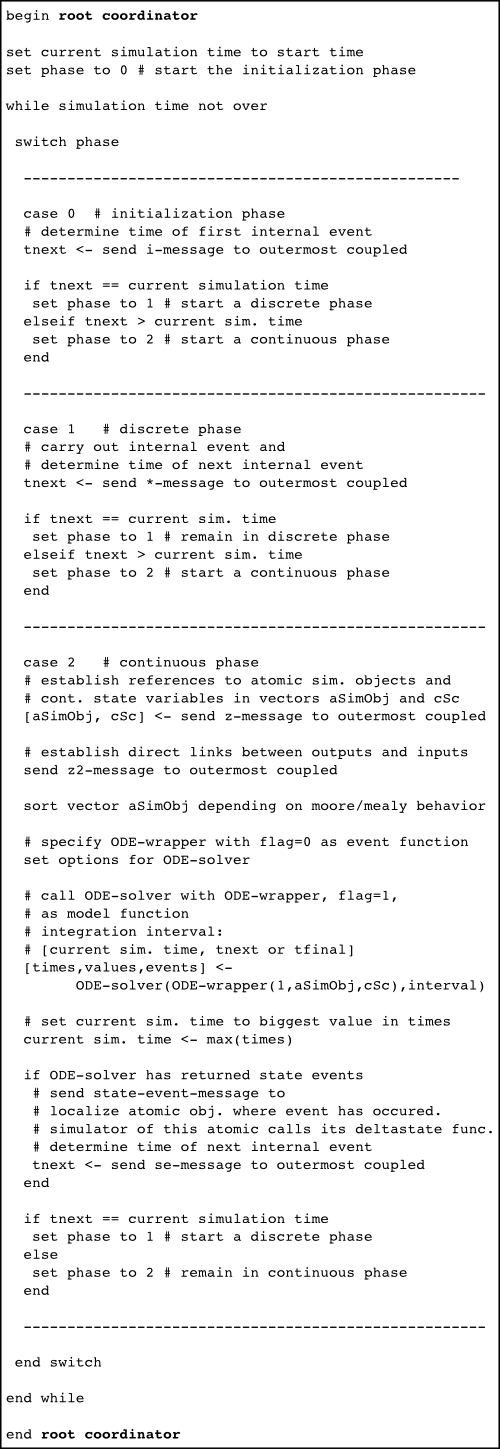 begin root coordinator
set current simulation time to start time
set phase to 0 # start the initialization phase
while simulation time not over
switch phase
--------------------------------------------------
case 0  # initialization phase
# determine time of first internal event
tnext <- send i-message to outermost coupled
if tnext == current simulation time
set phase to 1 # start a discrete phase
elseif tnext > current sim. time
set phase to 2 # start a continuous phase
end
-----------------------------------------------------
case 1   # discrete phase
# carry out internal event and
# determine time of next internal event
tnext <- send *-message to outermost coupled
if tnext == current sim. time
set phase to 1 # remain in discrete phase
elseif tnext > current sim. time
set phase to 2 # start a continuous phase
end
-----------------------------------------------------
case 2   # continuous phase
# establish references to atomic sim. objects and
# cont. state variables in vectors aSimObj and cSc
[aSimObj, cSc] <- send z-message to outermost coupled
# establish direct links between outputs and inputs
send z2-message to outermost coupled
sort vector aSimObj depending on moore/mealy behavior
# specify ODE-wrapper with flag=0 as event function
set options for ODE-solver
# call ODE-solver with ODE-wrapper, flag=1,
# as model function
# integration interval:
# [current sim. time, tnext or tfinal]
[times,values,events] <-
ODE-solver(ODE-wrapper(1,aSimObj,cSc),interval)
# set current sim. time to biggest value in times
current sim. time <- max(times)
if ODE-solver has returned state events
# send state-event-message to
# localize atomic obj. where event has occured.
# simulator of this atomic calls its deltastate func.
# determine time of next internal event
tnext <- send se-message to outermost coupled
end
if tnext == current simulation time
set phase to 1 # start a discrete phase
else
set phase to 2 # remain in continuous phase
end
-----------------------------------------------------
end switch
end while
end root coordinator